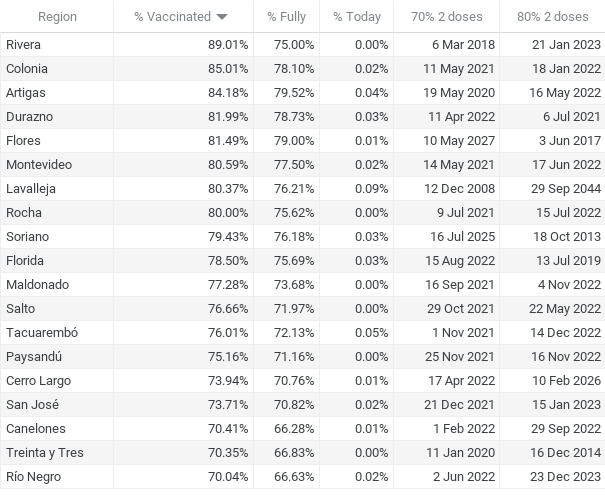 Region % Vaccinated % Fully % Today 70% 2 doses 80% 2 doses
Rivera 89.01% 75.00% 0.00% 6 Mar 2018 21 Jan 2023
Colonia 85.01% 78.10% 0.02% 11 May 2021 18 Jan 2022
Artigas 84.18% 79.52% 0.04% 19 May 2020 16 May 2022
Durazno 81.99% 78.73% 0.03% 11 Apr 2022 6 Jul 2021
Flores 81.49% 79.00% 0.01% 10 May 2027 3 Jun 2017
Montevideo 80.59% 77.50% 0.02% 14 May 2021 17 Jun 2022
Lavalleja 80.37% 76.21% 0.09% 12 Dec 2008 29 Sep 2044
Rocha 80.00% 75.62% 0.00% 9 Jul 2021 15 Jul 2022
Soriano 79.43% 76.18% 0.03% 16 Jul 2025 18 Oct 2013
Florida 78.50% 75.69% 0.03% 15 Aug 2022 13 Jul 2019
Maldonado 77.28% 73.68% 0.00% 16 Sep 2021 4 Nov 2022
Salto 76.66% 71.97% 0.00% 29 Oct 2021 22 May 2022
Tacuarembó 76.01% 72.13% 0.05% 1 Nov 2021 14 Dec 2022
Paysandú 75.16% 71.16% 0.00% 25 Nov 2021 16 Nov 2022
Cerro Largo 73.94% 70.76% 0.01% 17 Apr 2022 10 Feb 2026
San José 73.71% 70.82% 0.02% 21 Dec 2021 15 Jan 2023
Canelones 70.41% 66.28% 0.01% 1 Feb 2022 29 Sep 2022
Treinta y Tres 70.35% 66.83% 0.00% 11 Jan 2020 16 Dec 2014
Río Negro 70.04% 66.63% 0.02% 2 Jun 2022 23 Dec 2023